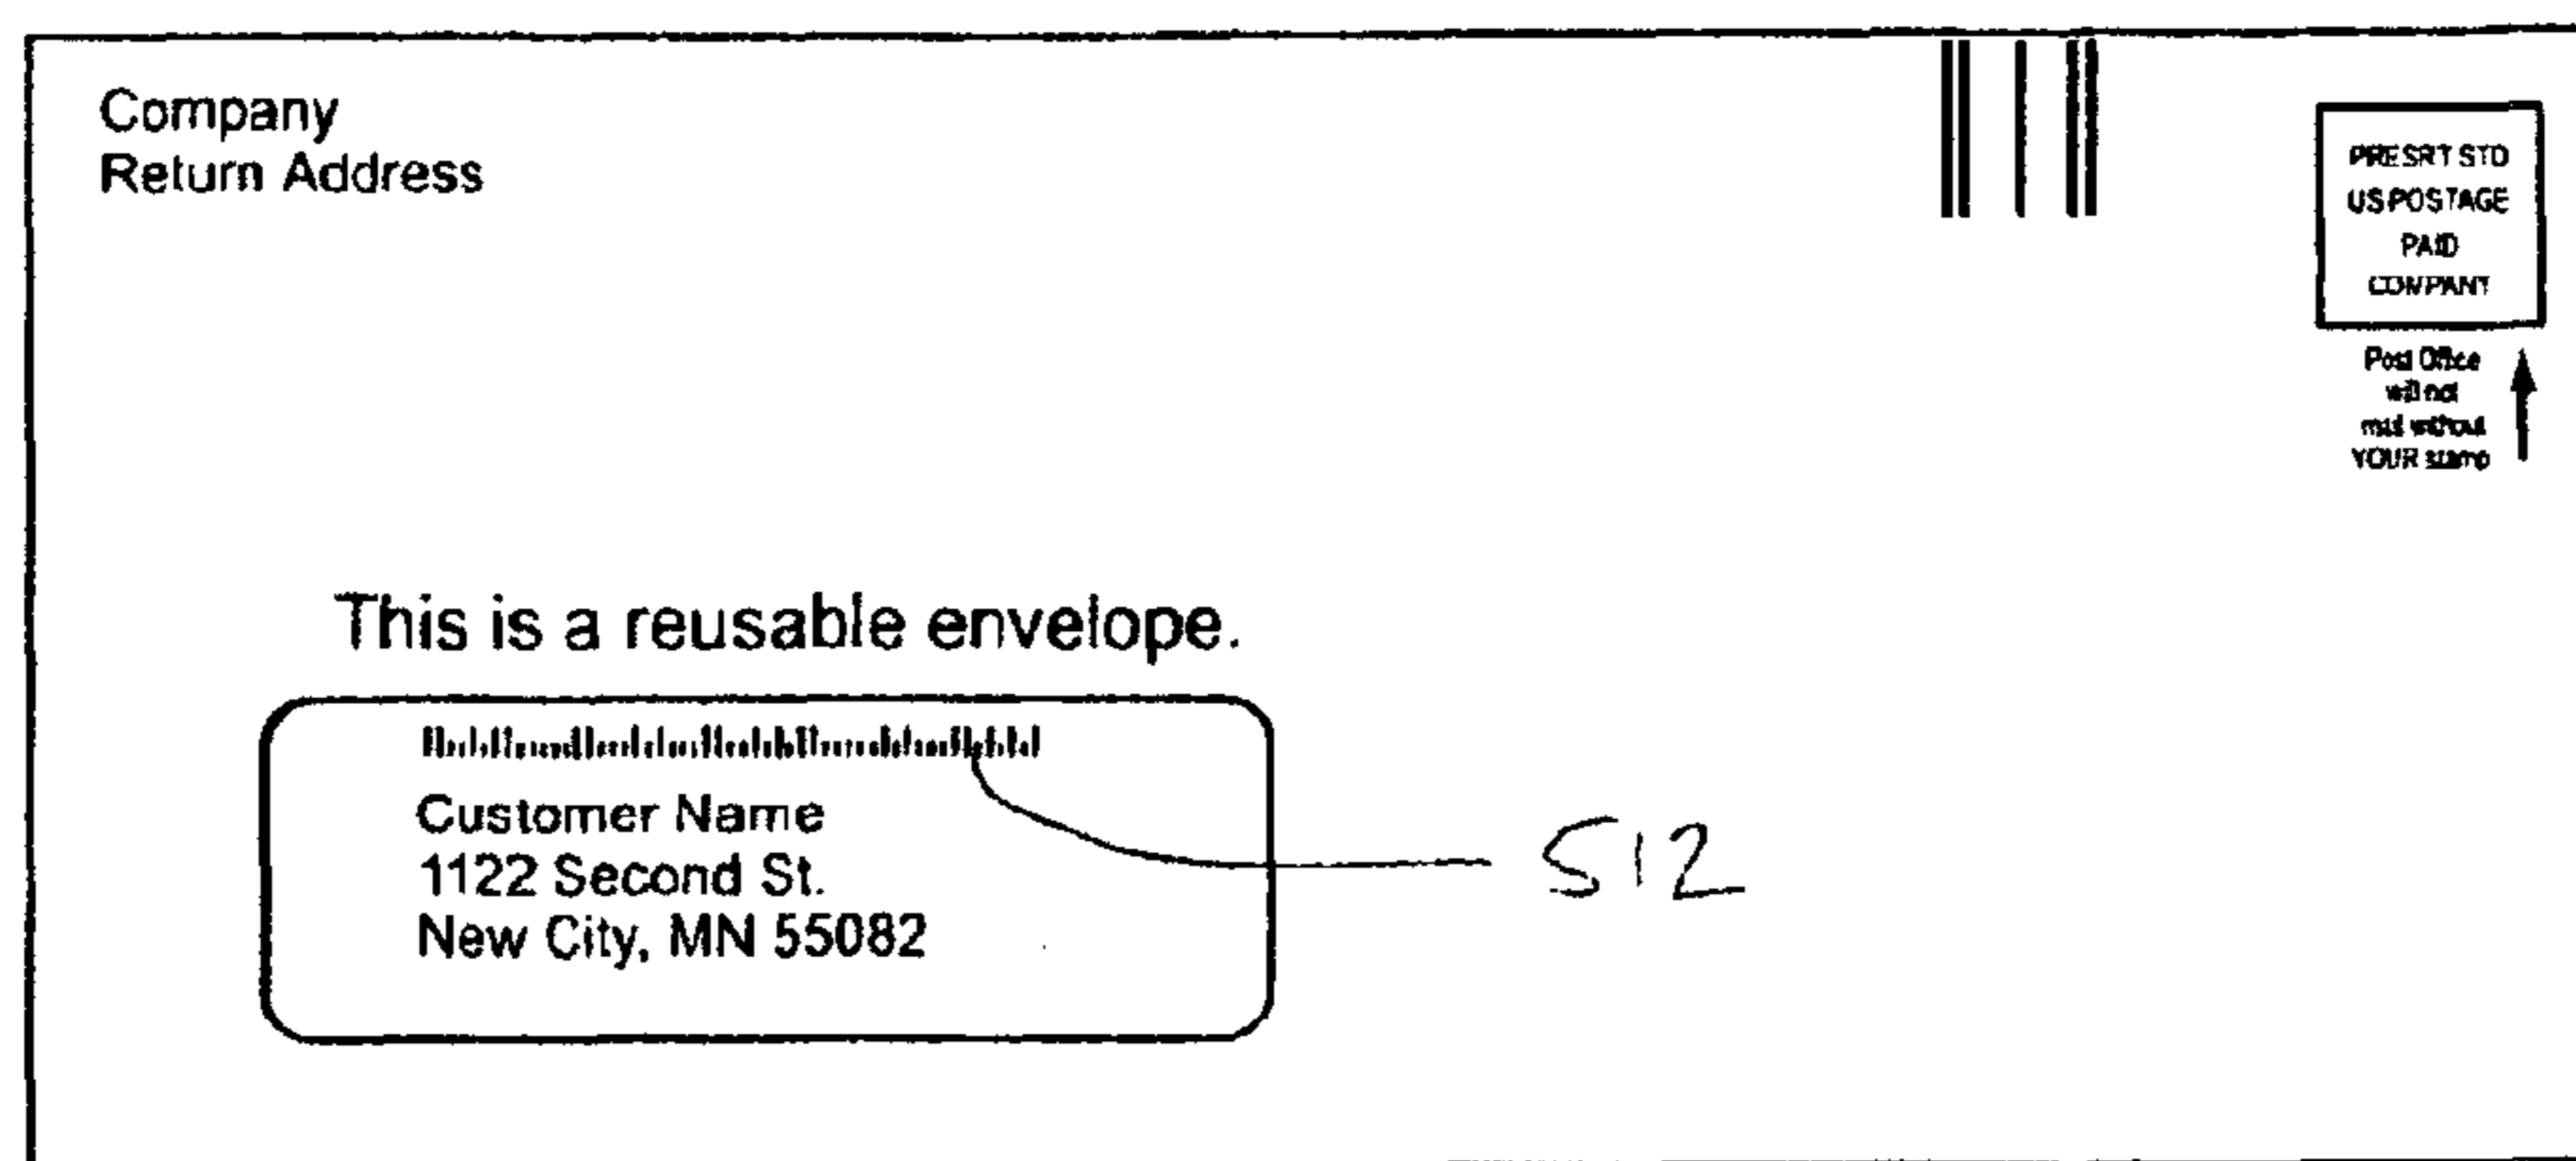 Company
Return Address
PRESRT STD
US POSTAGE
PAID
COMPANY
Post Office
will not
mail without
YOUR stamp
This is a reusable envelope.
Customer Name
1122 Second St.
New City, MN 55082
512